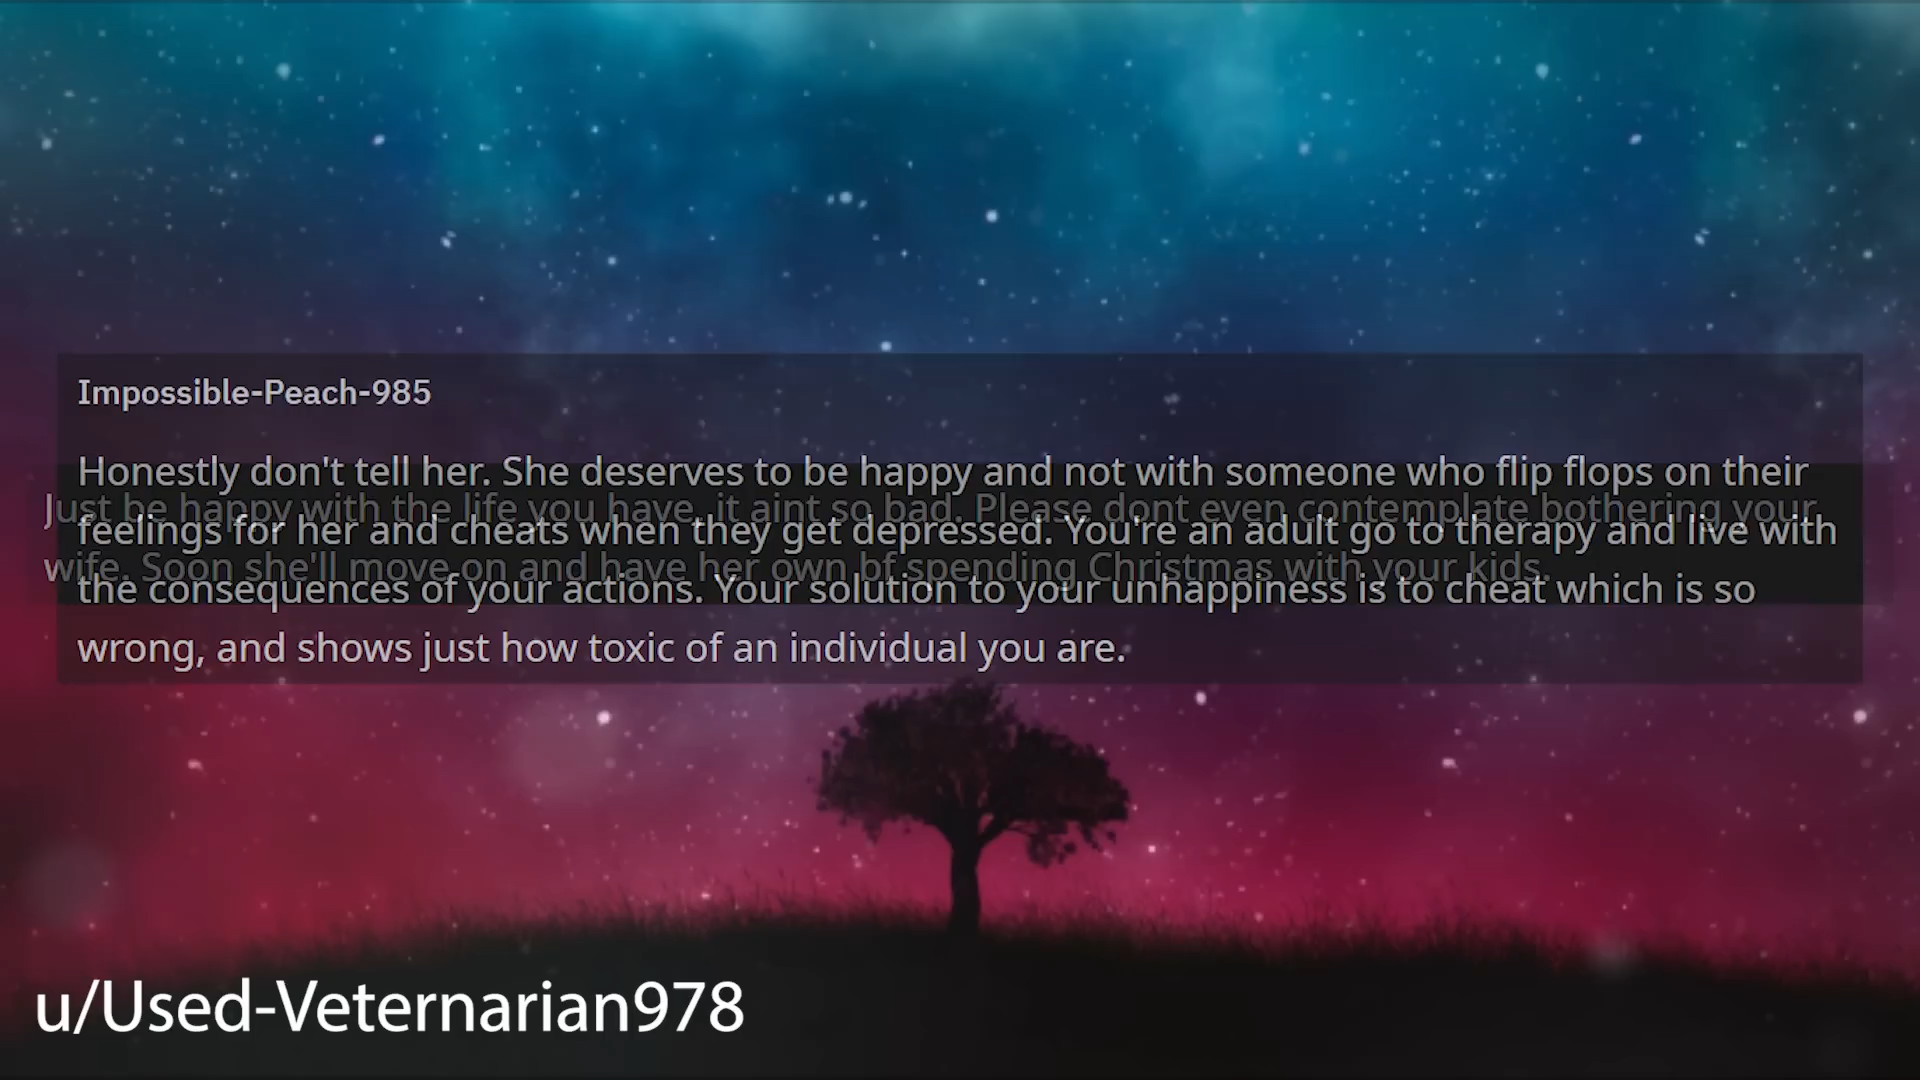 Impossible-Peach-985
Honestly don't tell her. She deserves to be happy and not with someone who flip flops on their
feelings for her and cheats when they get depressed. You're an adult go to therapy and live with
the consequences of your actions. Your solution to your unhappiness is to cheat which is so
wrong, and shows just how toxic of an individual you are.
Just be happy with the life you have, it aint so bad. Please dont even contemplate bothering your
wife. Soon she'll move on and have her own bf spending Christmas with your kids.
u/Used-Veternarian978